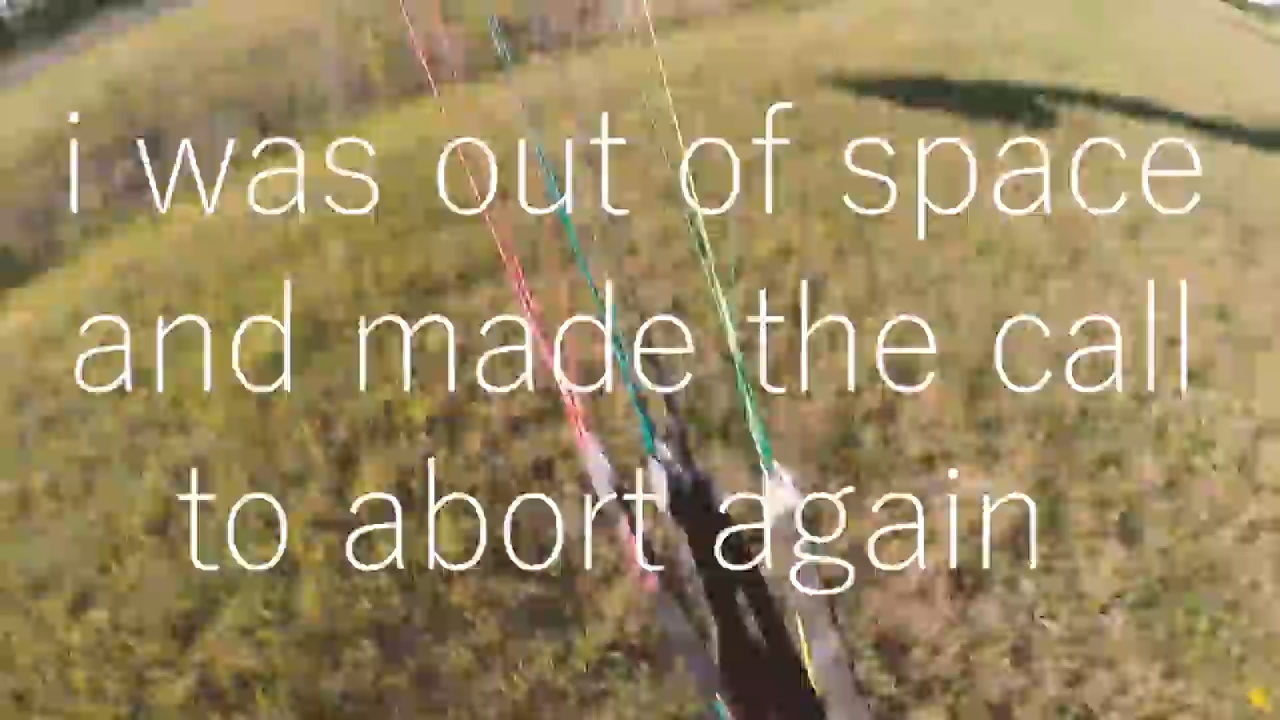 i was out of space
and made the call
to abort again